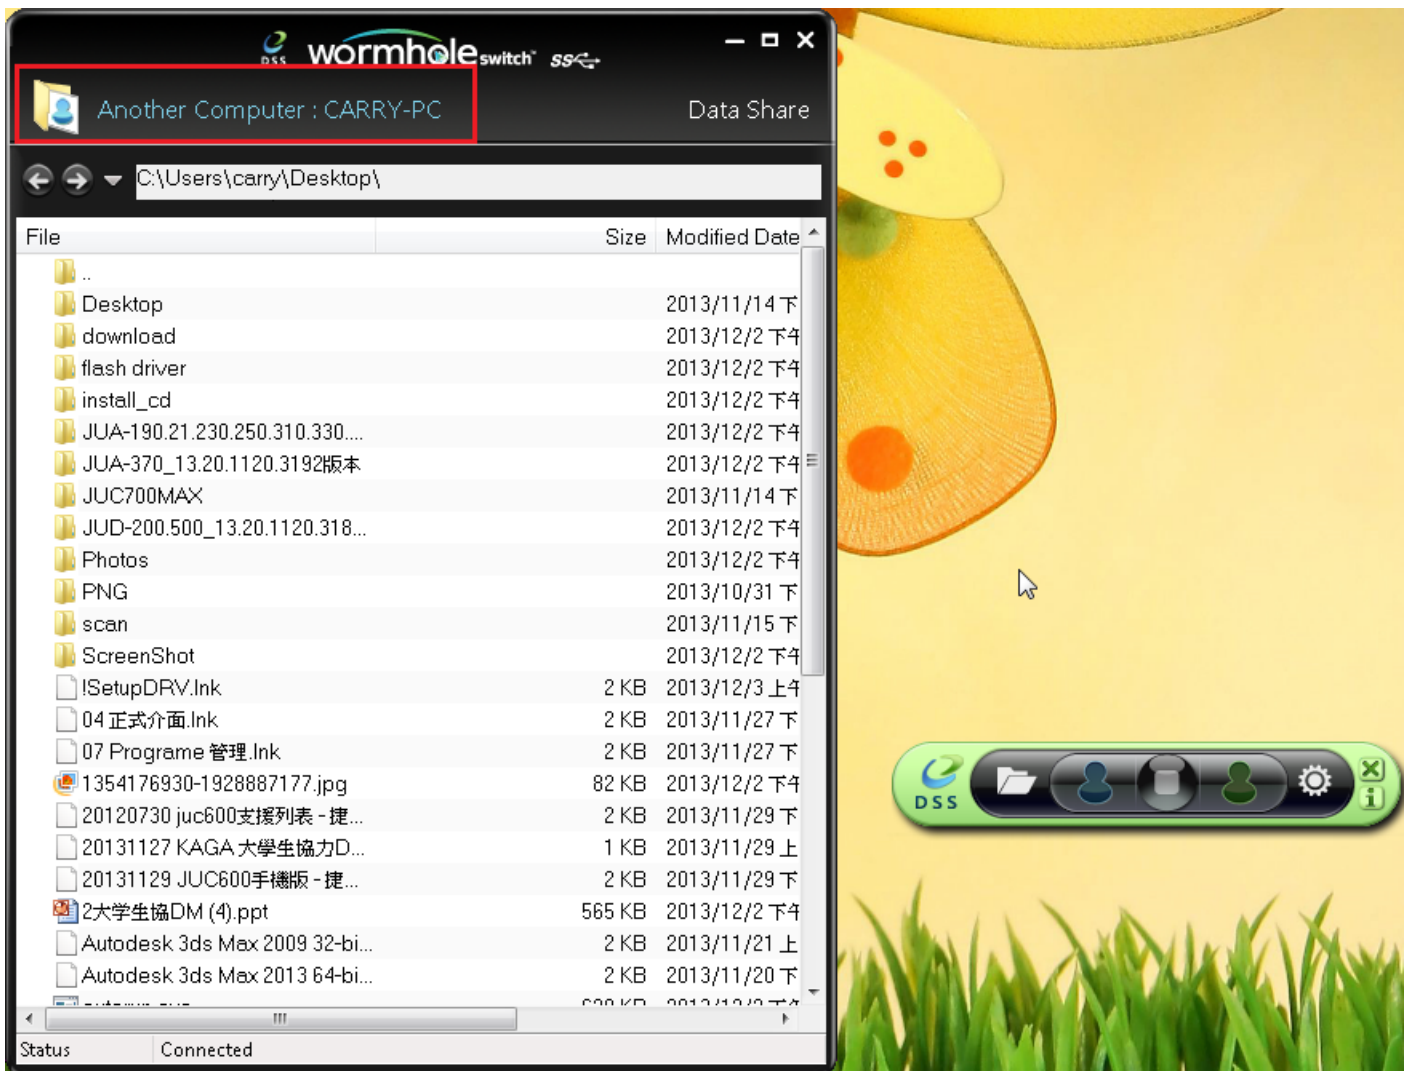 DSS wormhole switch™ SS
Another Computer : CARRY-PC
Data Share
C:\Users\carry\Desktop\
File Size Modified Date
..
Desktop 2013/11/14 下
download 2013/12/2 下午
flash driver 2013/12/2 下午
install_cd 2013/12/2 下午
JUA-190.21.230.250.310.330.... 2013/12/2 下午
JUA-370_13.20.1120.3192版本 2013/12/2 下午
JUC700MAX 2013/11/14 下
JUD-200.500_13.20.1120.318... 2013/12/2 下午
Photos 2013/12/2 下午
PNG 2013/10/31 下
scan 2013/11/15 下
ScreenShot 2013/12/2 下午
!SetupDRV.lnk 2 KB 2013/12/3 上午
04 正式介面.lnk 2 KB 2013/11/27 下
07 Programe 管理.lnk 2 KB 2013/11/27 下
1354176930-1928887177.jpg 82 KB 2013/12/2 下午
20120730 juc600支援列表 - 捷... 2 KB 2013/11/29 下
20131127 KAGA 大學生協力D... 1 KB 2013/11/29 上
20131129 JUC600手機版 - 捷... 2 KB 2013/11/29 下
2大学生協DM (4).ppt 565 KB 2013/12/2 下午
Autodesk 3ds Max 2009 32-bi... 2 KB 2013/11/21 上
Autodesk 3ds Max 2013 64-bi... 2 KB 2013/11/20 下
Status Connected
DSS
i